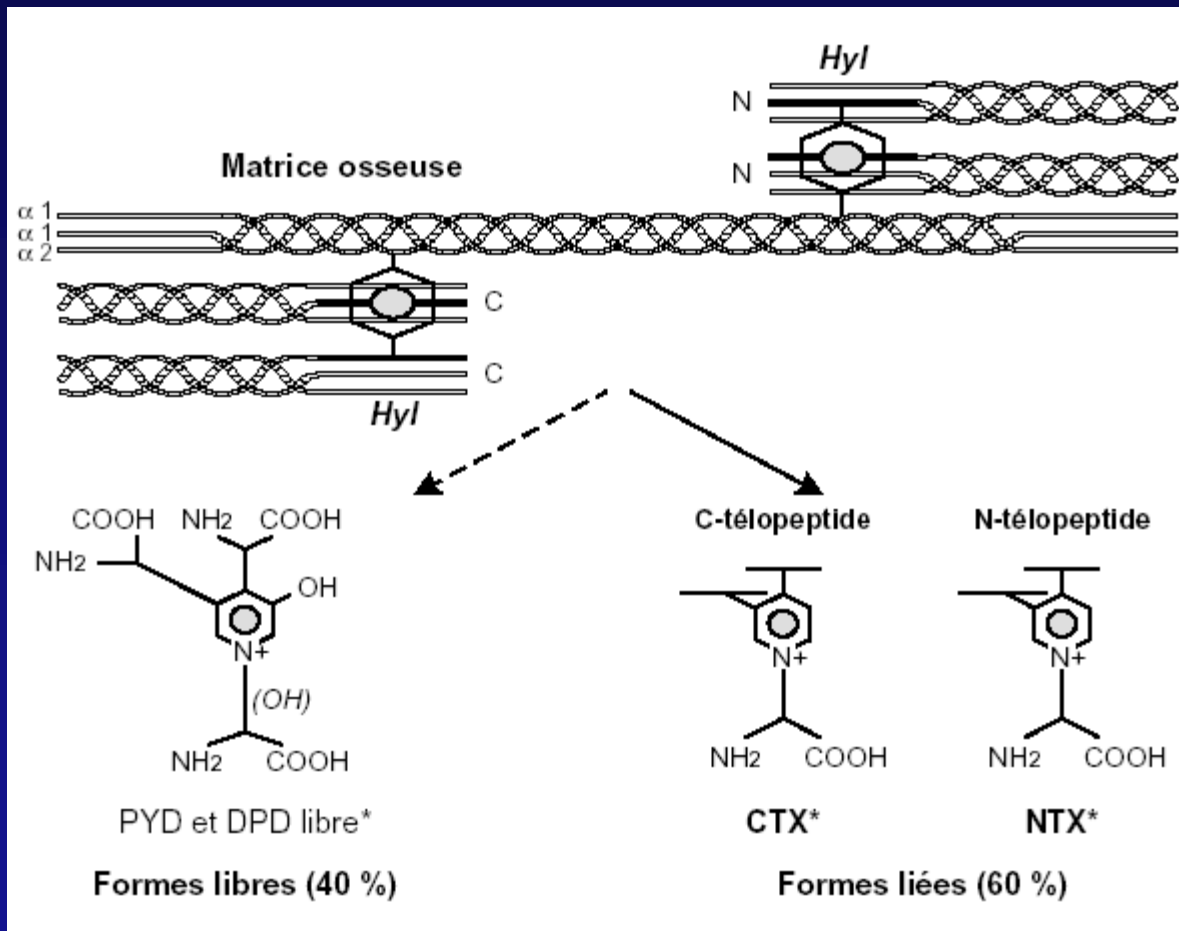 Hyl
N
N
Matrice osseuse
α 1
α 1
α 2
C
C
Hyl
COOH NH2 COOH
NH2
OH
N+
(OH)
NH2 COOH
PYD et DPD libre*
Formes libres (40 %)
C-télopeptide N-télopeptide
N+ N+
NH2 COOH NH2 COOH
CTX* NTX*
Formes liées (60 %)